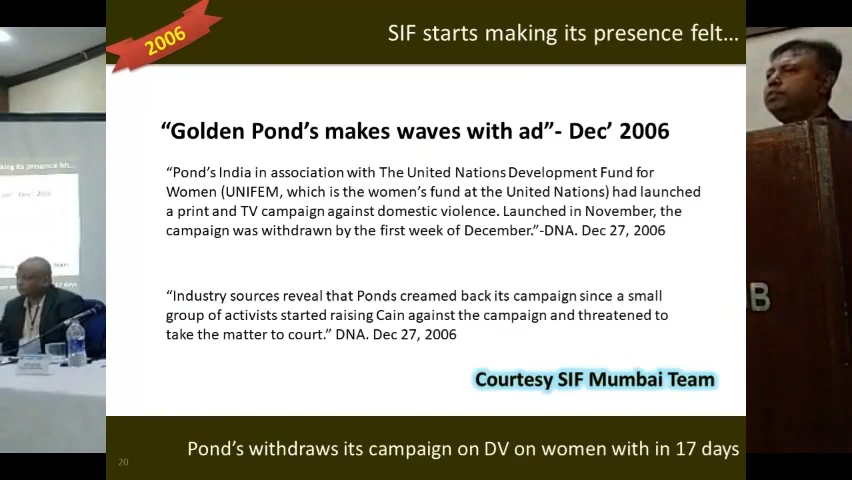 2006
SIF starts making its presence felt…
“Golden Pond’s makes waves with ad”- Dec’ 2006
“Pond’s India in association with The United Nations Development Fund for
Women (UNIFEM, which is the women’s fund at the United Nations) had launched
a print and TV campaign against domestic violence. Launched in November, the
campaign was withdrawn by the first week of December.”-DNA. Dec 27, 2006
“Industry sources reveal that Ponds creamed back its campaign since a small
group of activists started raising Cain against the campaign and threatened to
take the matter to court.” DNA. Dec 27, 2006
Courtesy SIF Mumbai Team
20
Pond’s withdraws its campaign on DV on women with in 17 days